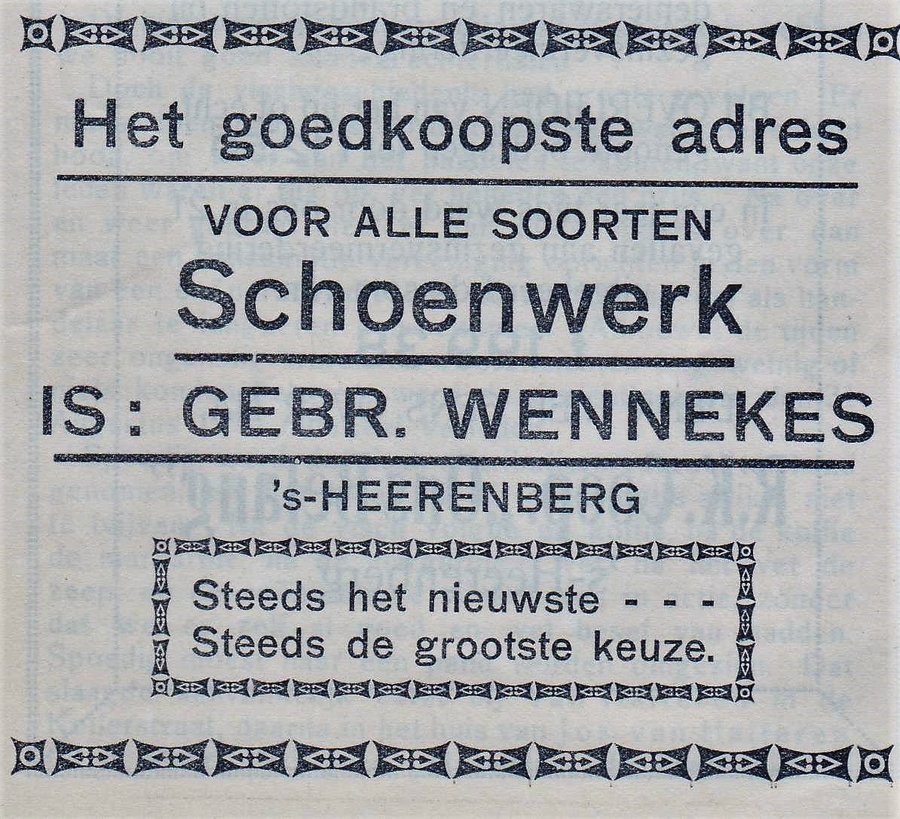 Het goedkoopste adres
VOOR ALLE SOORTEN
Schoenwerk
IS: GEBR. WENNEKES
's-HEERENBERG
Steeds het nieuwste - - -
Steeds de grootste keuze.